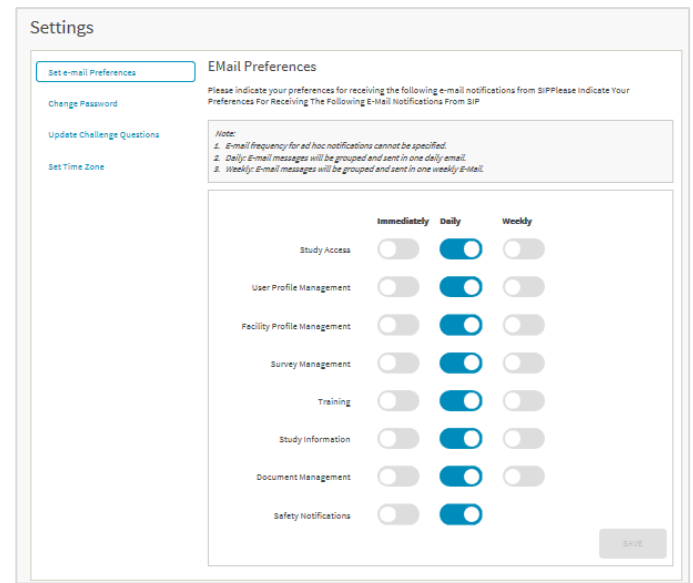 Settings
Set e-mail Preferences
Change Password
Update Challenge Questions
Set Time Zone
EMail Preferences
Please indicate your preferences for receiving the following e-mail notifications from SIPPlease Indicate Your
Preferences For Receiving The Following E-Mail Notifications From SIP
Note:
1. E-mail frequency for ad hoc notifications cannot be specified.
2. Daily: E-mail messages will be grouped and sent in one daily email.
3. Weekly: E-mail messages will be grouped and sent in one weekly E-Mail.
Immediately Daily Weekly
Study Access
User Profile Management
Facility Profile Management
Survey Management
Training
Study Information
Document Management
Safety Notifications
SAVE